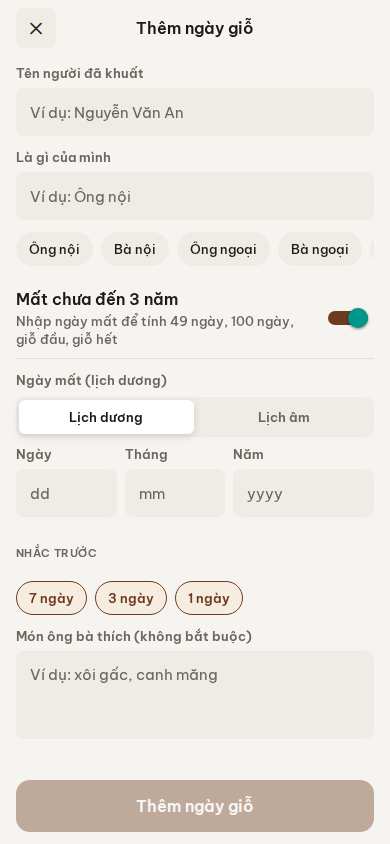 Thêm ngày giỗ
Tên người đã khuất
Ví dụ: Nguyễn Văn An
Là gì của mình
Ví dụ: Ông nội
Ông nội
Bà nội
Ông ngoại
Bà ngoại
Mất chưa đến 3 năm
Nhập ngày mất để tính 49 ngày, 100 ngày,
giỗ đầu, giỗ hết
Ngày mất (lịch dương)
Lịch dương
Lịch âm
Ngày
Tháng
Năm
dd
mm
yyyy
NHẮC TRƯỚC
7 ngày
3 ngày
1 ngày
Món ông bà thích (không bắt buộc)
Ví dụ: xôi gấc, canh măng
Thêm ngày giỗ